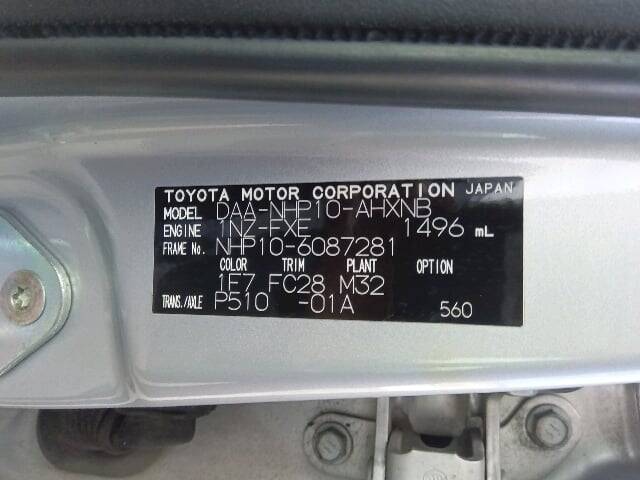 TOYOTA MOTOR CORPORATION JAPAN
MODEL DAA-NHP10-AHXNB
ENGINE 1NZ-FXE 1496 mL
FRAME No. NHP10-6087281
COLOR TRIM PLANT OPTION
1E7 FC28 M32
TRANS./AXLE P510 -01A 560